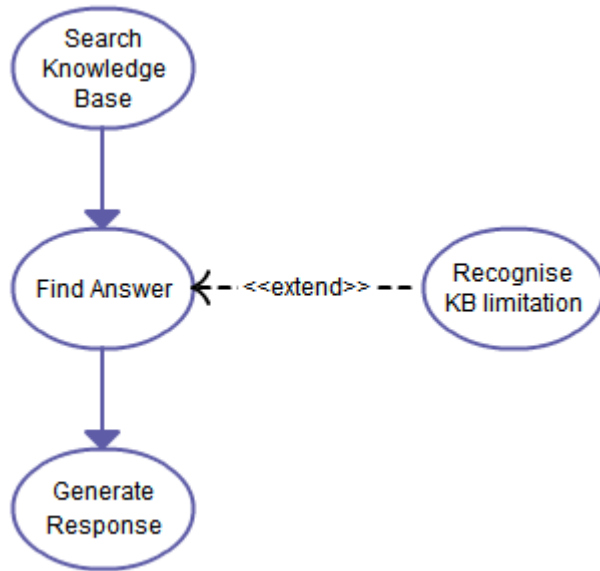 Search
Knowledge
Base
Find Answer
<<extend>>
Recognise
KB limitation
Generate
Response